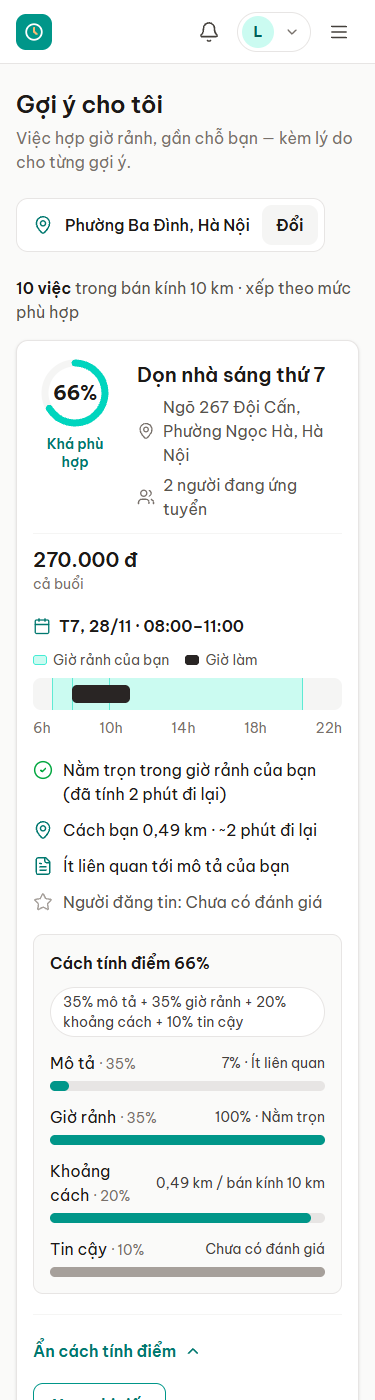 L
Gợi ý cho tôi
Việc hợp giờ rảnh, gần chỗ bạn — kèm lý do
cho từng gợi ý.
Phường Ba Đình, Hà Nội
Đổi
10 việc trong bán kính 10 km · xếp theo mức
phù hợp
66%
Khá phù
hợp
Dọn nhà sáng thứ 7
Ngõ 267 Đội Cấn,
Phường Ngọc Hà, Hà
Nội
2 người đang ứng
tuyển
270.000 đ
cả buổi
T7, 28/11 · 08:00–11:00
Giờ rảnh của bạn
Giờ làm
6h 10h 14h 18h 22h
Nằm trọn trong giờ rảnh của bạn
(đã tính 2 phút đi lại)
Cách bạn 0,49 km · ~2 phút đi lại
Ít liên quan tới mô tả của bạn
Người đăng tin: Chưa có đánh giá
Cách tính điểm 66%
35% mô tả + 35% giờ rảnh + 20%
khoảng cách + 10% tin cậy
Mô tả · 35% 7% · Ít liên quan
Giờ rảnh · 35% 100% · Nằm trọn
Khoảng
cách · 20% 0,49 km / bán kính 10 km
Tin cậy · 10% Chưa có đánh giá
Ẩn cách tính điểm